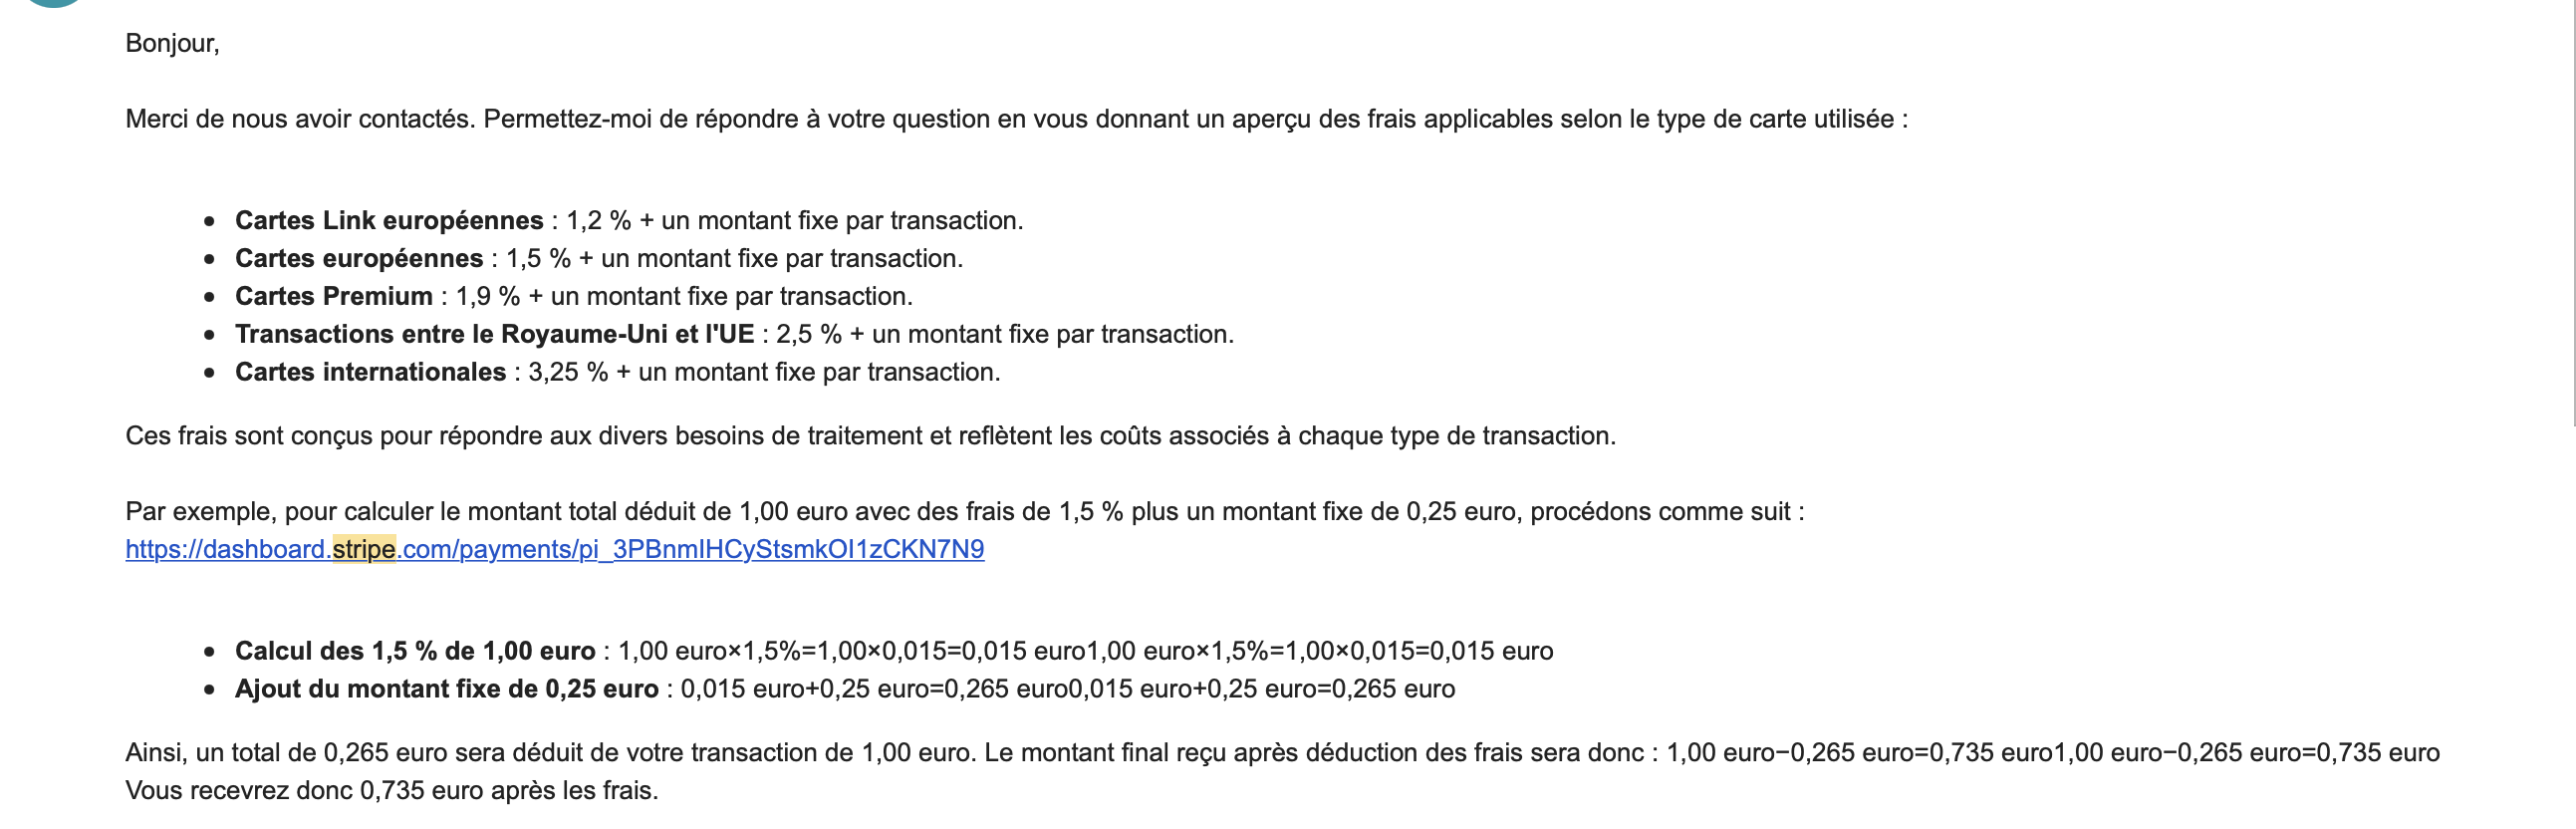 Bonjour,
Merci de nous avoir contactés. Permettez-moi de répondre à votre question en vous donnant un aperçu des frais applicables selon le type de carte utilisée :
• Cartes Link européennes : 1,2 % + un montant fixe par transaction.
• Cartes européennes : 1,5 % + un montant fixe par transaction.
• Cartes Premium : 1,9 % + un montant fixe par transaction.
• Transactions entre le Royaume-Uni et l'UE : 2,5 % + un montant fixe par transaction.
• Cartes internationales : 3,25 % + un montant fixe par transaction.
Ces frais sont conçus pour répondre aux divers besoins de traitement et reflètent les coûts associés à chaque type de transaction.
Par exemple, pour calculer le montant total déduit de 1,00 euro avec des frais de 1,5 % plus un montant fixe de 0,25 euro, procédons comme suit :
https://dashboard.stripe.com/payments/pi_3PBnmIHCyStsmkOI1zCKN7N9
• Calcul des 1,5 % de 1,00 euro : 1,00 euro×1,5%=1,00×0,015=0,015 euro1,00 euro×1,5%=1,00×0,015=0,015 euro
• Ajout du montant fixe de 0,25 euro : 0,015 euro+0,25 euro=0,265 euro0,015 euro+0,25 euro=0,265 euro
Ainsi, un total de 0,265 euro sera déduit de votre transaction de 1,00 euro. Le montant final reçu après déduction des frais sera donc : 1,00 euro−0,265 euro=0,735 euro1,00 euro−0,265 euro=0,735 euro
Vous recevrez donc 0,735 euro après les frais.